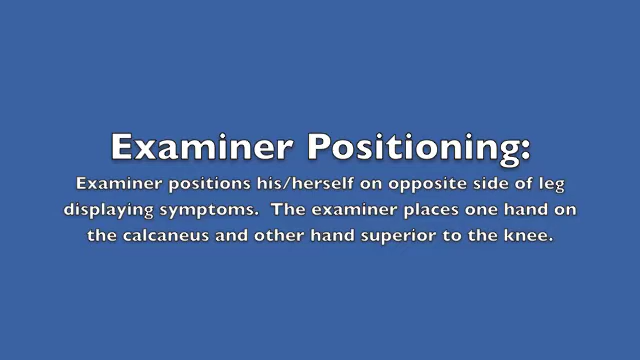 Examiner Positioning:
Examiner positions his/herself on opposite side of leg
displaying symptoms.  The examiner places one hand on
the calcaneus and other hand superior to the knee.